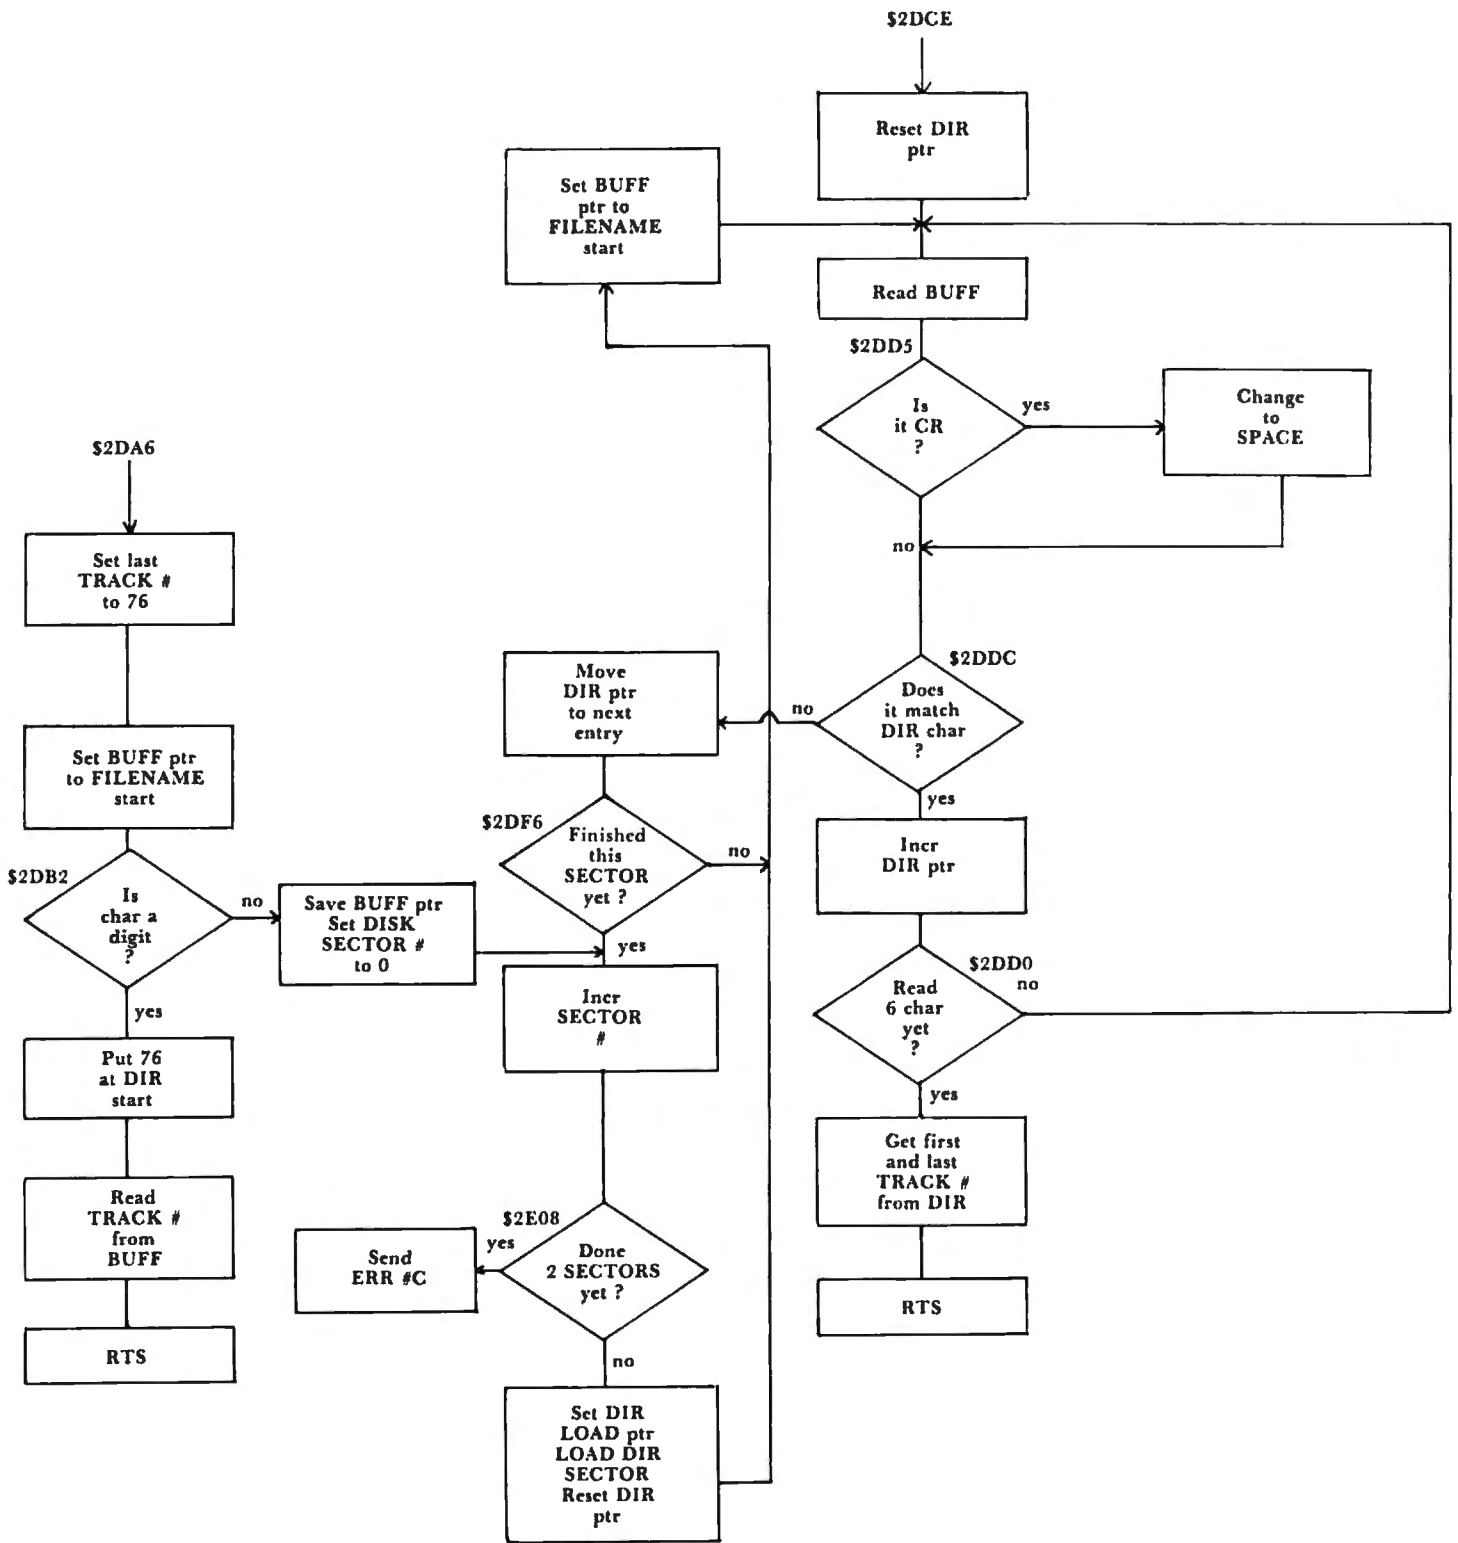 $2DCE
Reset DIR
ptr
Set BUFF
ptr to
FILENAME
start
Read BUFF
$2DD5
Is
it CR
?
yes
Change
to
SPACE
no
$2DA6
Set last
TRACK #
to 76
Set BUFF ptr
to FILENAME
start
$2DB2
Is
char a
digit
?
no
yes
Put 76
at DIR
start
Read
TRACK #
from
BUFF
RTS
Save BUFF ptr
Set DISK
SECTOR #
to 0
Move
DIR ptr
to next
entry
$2DF6
Finished
this
SECTOR
yet ?
no
yes
Incr
SECTOR
#
$2E08
yes
Done
2 SECTORS
yet ?
Send
ERR #C
no
Set DIR
LOAD ptr
LOAD DIR
SECTOR
Reset DIR
ptr
$2DDC
Does
it match
DIR char
?
no
yes
Incr
DIR ptr
$2DD0
no
Read
6 char
yet
?
yes
Get first
and last
TRACK #
from DIR
RTS